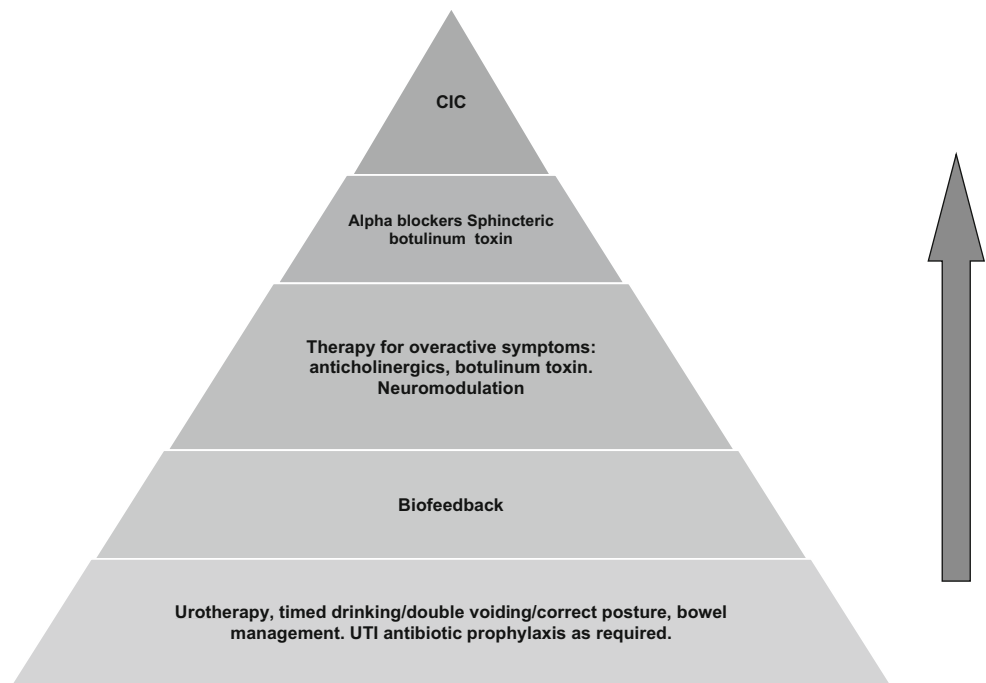 CIC
Alpha blockers Sphincteric
botulinum toxin
Therapy for overactive symptoms:
anticholinergics, botulinum toxin.
Neuromodulation
Biofeedback
Urotherapy, timed drinking/double voiding/correct posture, bowel
management. UTI antibiotic prophylaxis as required.